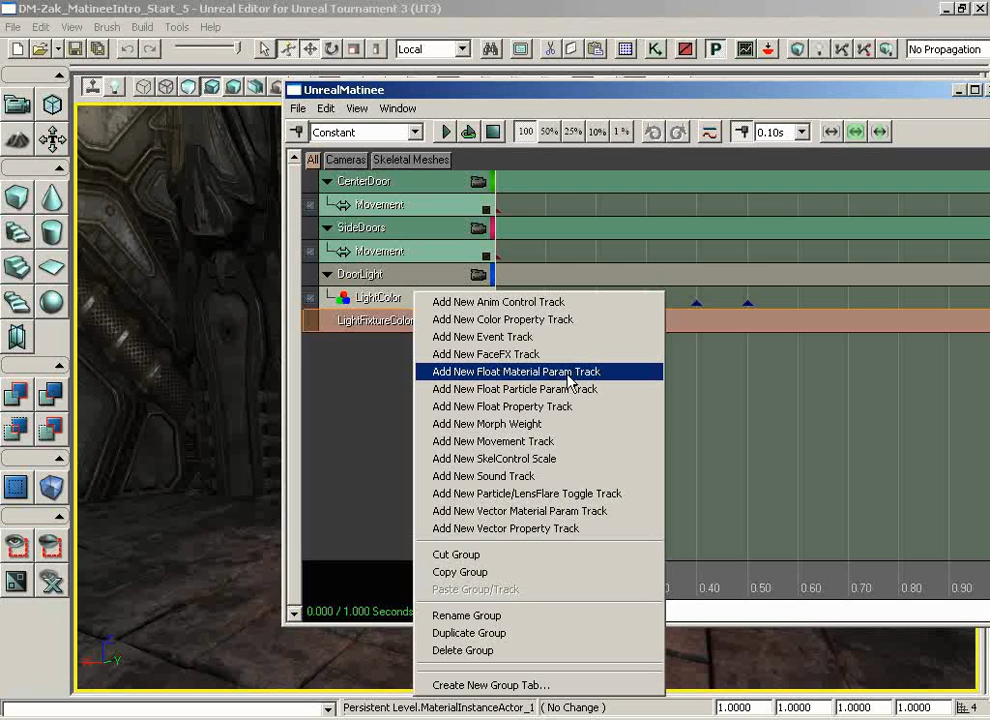 DM-Zak_MatineeIntro_Start_5 - Unreal Editor for Unreal Tournament 3 (UT3)
File Edit View Brush Build Tools Help
Local
No Propagation
UnrealMatinee
File Edit View Window
Constant
100 50% 25% 10% 1 %
0.10s
All Cameras Skeletal Meshes
CenterDoor
Movement
SideDoors
Movement
DoorLight
LightColor
LightFixtureColor
Add New Anim Control Track
Add New Color Property Track
Add New Event Track
Add New FaceFX Track
Add New Float Material Param Track
Add New Float Particle Param Track
Add New Float Property Track
Add New Morph Weight
Add New Movement Track
Add New SkelControl Scale
Add New Sound Track
Add New Particle/LensFlare Toggle Track
Add New Vector Material Param Track
Add New Vector Property Track
Cut Group
Copy Group
Paste Group/Track
Rename Group
Duplicate Group
Delete Group
Create New Group Tab...
0.40 0.50 0.60 0.70 0.80 0.90
0.000 / 1.000 Seconds
X Y Z
Persistent Level.MaterialInstanceActor_1 ( No Change )
1.0000 1.0000 1.0000 1.0000 4